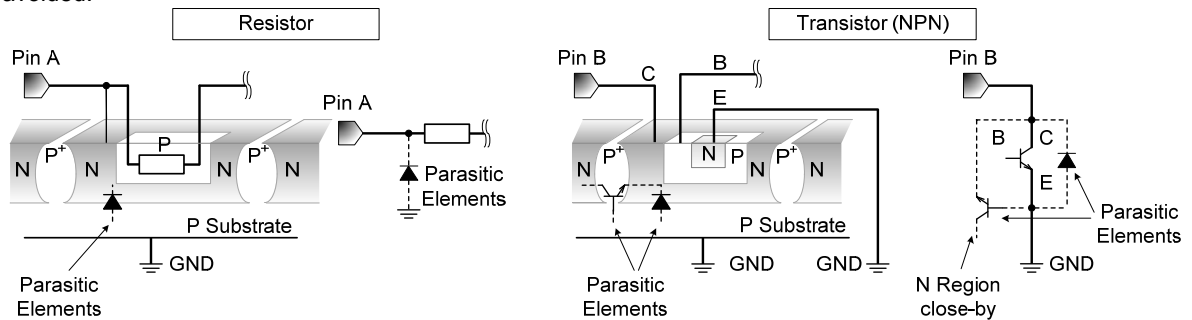 Resistor
Transistor (NPN)
Pin A
Pin A
N
P+
N
P
P+
N
N
Parasitic
Elements
P Substrate
GND
Parasitic
Elements
Pin B
C
B
E
N
P+
N
N
P
P+
N
P Substrate
GND
GND
Parasitic
Elements
Pin B
B
C
E
Parasitic
Elements
GND
N Region
close-by